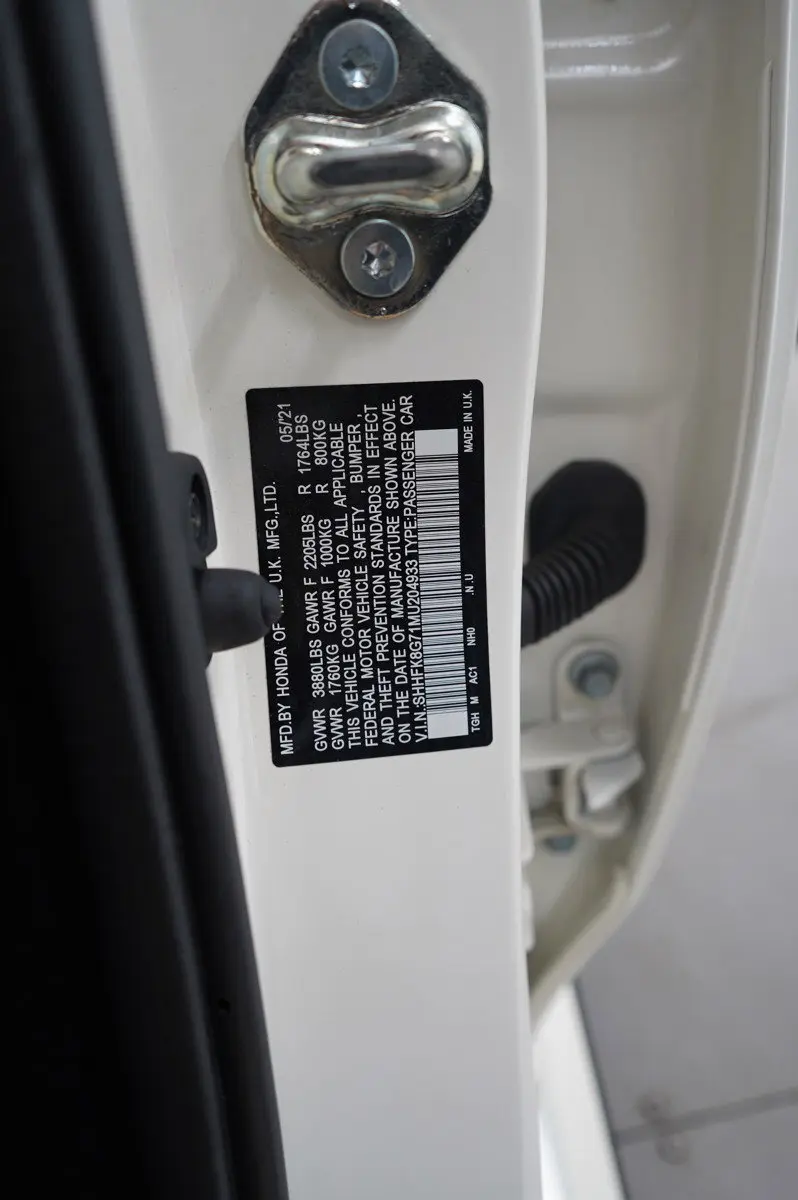 MFD.BY HONDA OF THE U.K. MFG.,LTD. 05/'21
GVWR 3880LBS GAWR F 2205LBS R 1764LBS
GVWR 1760KG GAWR F 1000KG R 800KG
THIS VEHICLE CONFORMS TO ALL APPLICABLE
FEDERAL MOTOR VEHICLE SAFETY , BUMPER ,
AND THEFT PREVENTION STANDARDS IN EFFECT
ON THE DATE OF MANUFACTURE SHOWN ABOVE.
V.I.N:SHHFK8G71MU204933 TYPE:PASSENGER CAR
TGH M AC1 NH0 .N.U MADE IN U.K.